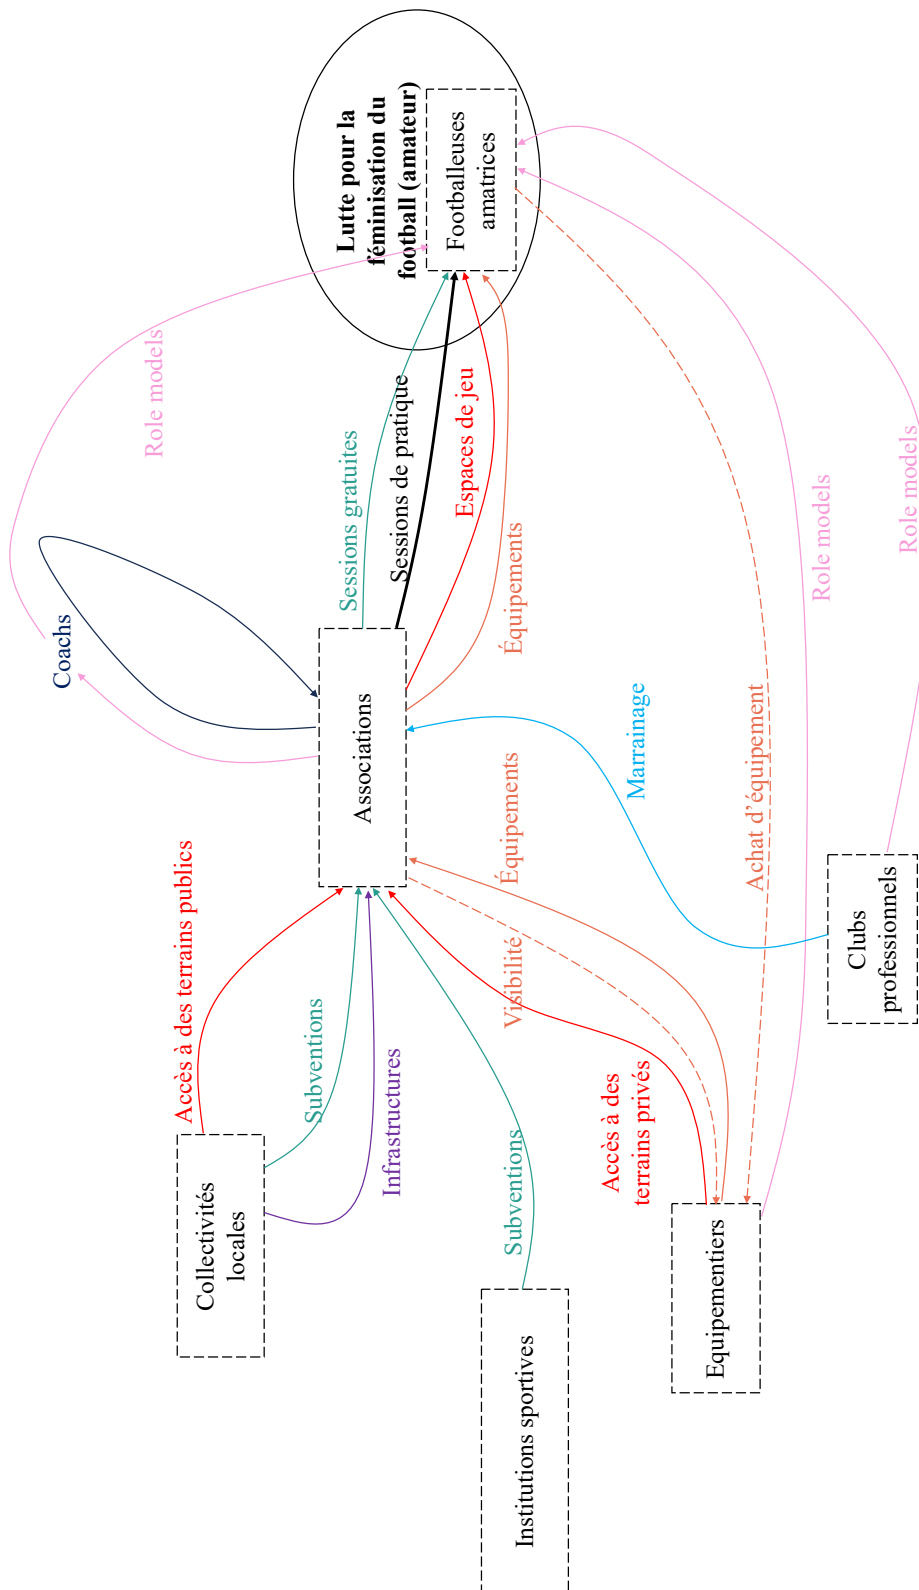 Lutte pour la
féminisation du
football (amateur)
Footballeuses
amatrices
Role models
Coachs
Sessions gratuites
Sessions de pratique
Espaces de jeu
Équipements
Role models
Role models
Associations
Marrainage
Achat d'équipement
Équipements
Visibilité
Accès à des terrains publics
Subventions
Infrastructures
Subventions
Accès à des
terrains privés
Collectivités
locales
Institutions sportives
Equipementiers
Clubs
professionnels